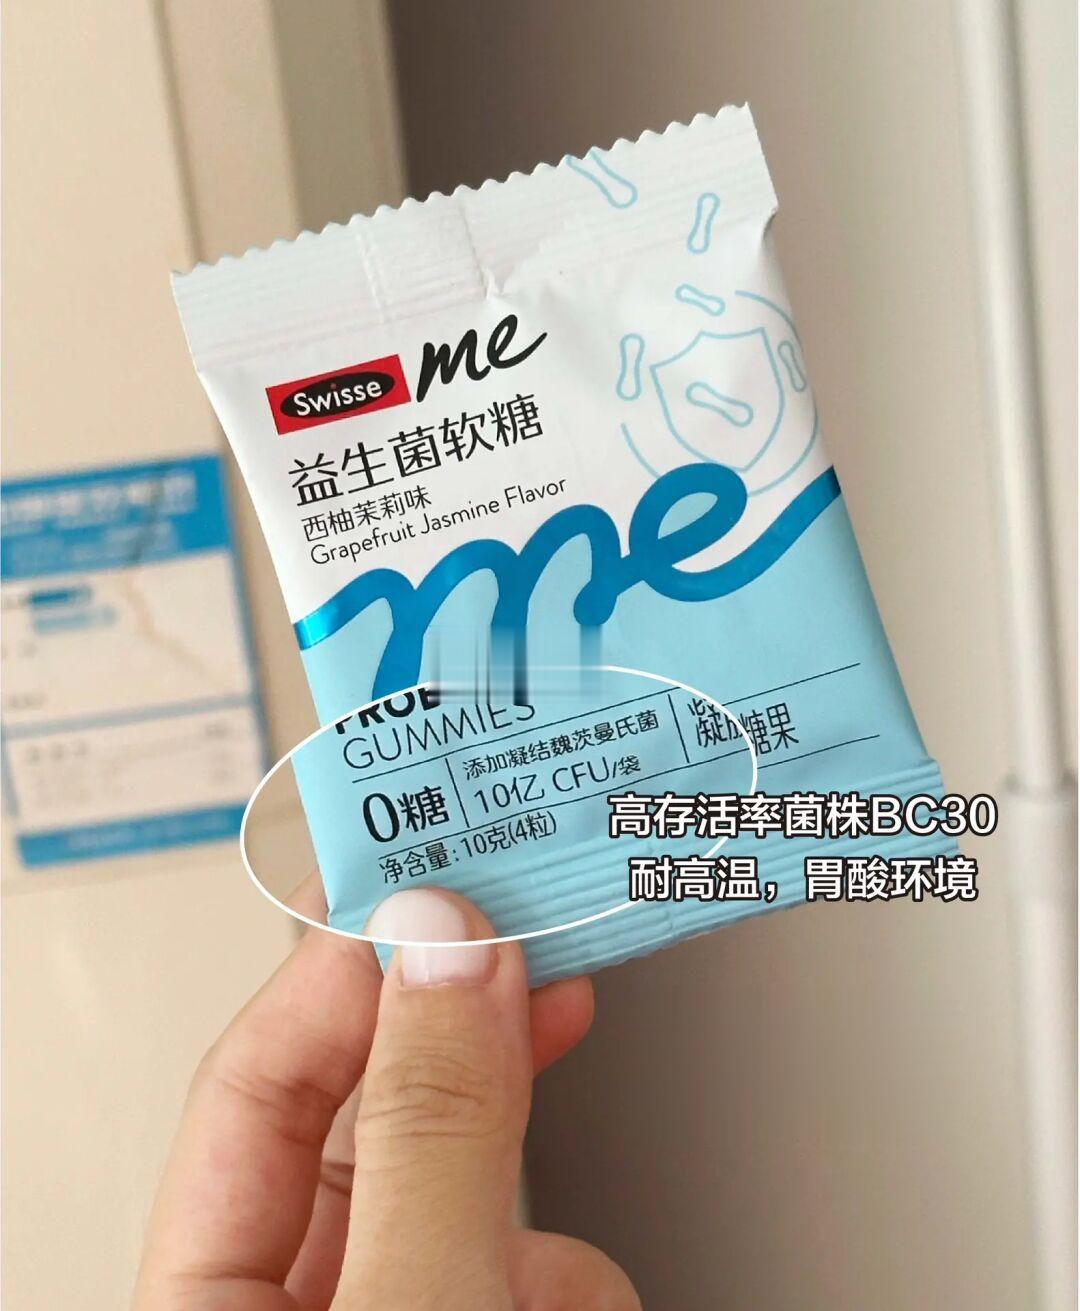 Swisse me
益生菌软糖
西柚茉莉味
Grapefruit Jasmine Flavor
me
GUMMIES
0糖
添加凝结魏茨曼氏菌
10亿 CFU/袋
糖果
净含量:10克(4粒)
高存活率菌株BC30
耐高温，胃酸环境